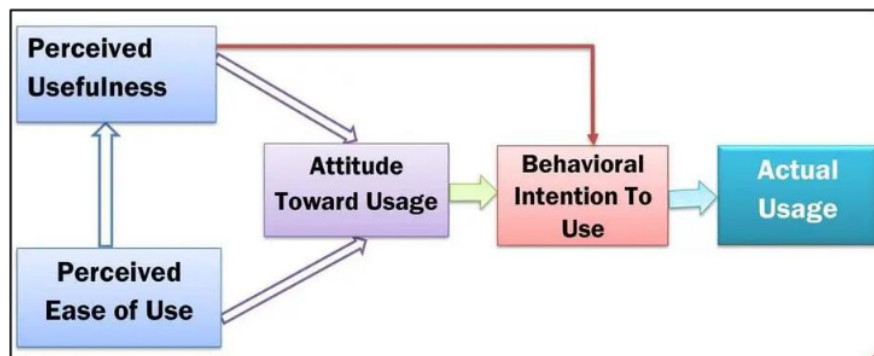 Perceived
Usefulness
Attitude
Toward Usage
Behavioral
Intention To
Use
Actual
Usage
Perceived
Ease of Use